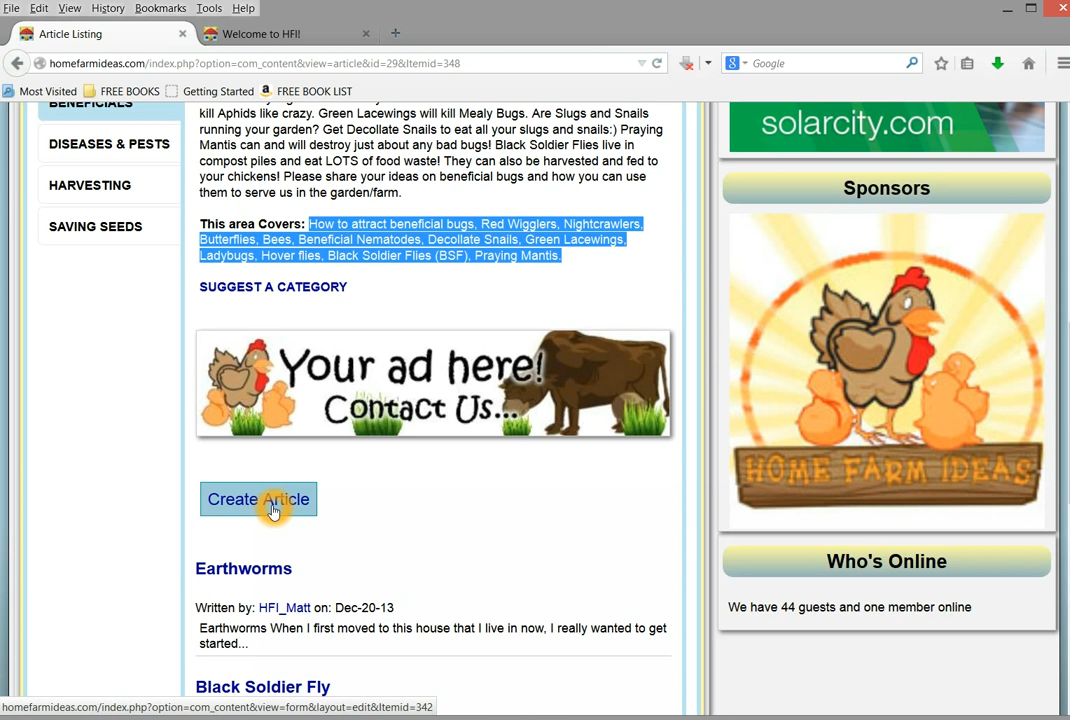 File Edit View History Bookmarks Tools Help
Article Listing
Welcome to HFI!
homefarmideas.com/index.php?option=com_content&view=article&id=29&Itemid=348
Google
Most Visited FREE BOOKS Getting Started FREE BOOK LIST
BENEFICIALS
DISEASES & PESTS
HARVESTING
SAVING SEEDS
kill Aphids like crazy. Green Lacewings will kill Mealy Bugs. Are Slugs and Snails
running your garden? Get Decollate Snails to eat all your slugs and snails:) Praying
Mantis can and will destroy just about any bad bugs! Black Soldier Flies live in
compost piles and eat LOTS of food waste! They can also be harvested and fed to
your chickens! Please share your ideas on beneficial bugs and how you can use
them to serve us in the garden/farm.
This area Covers: How to attract beneficial bugs, Red Wigglers, Nightcrawlers,
Butterflies, Bees, Beneficial Nematodes, Decollate Snails, Green Lacewings,
Ladybugs, Hover flies, Black Soldier Flies (BSF), Praying Mantis.
SUGGEST A CATEGORY
Your ad here!
Contact Us...
Create Article
Earthworms
Written by: HFI_Matt on: Dec-20-13
Earthworms When I first moved to this house that I live in now, I really wanted to get
started...
Black Soldier Fly
solarcity.com
Sponsors
HOME FARM IDEAS
Who's Online
We have 44 guests and one member online
homefarmideas.com/index.php?option=com_content&view=form&layout=edit&Itemid=342